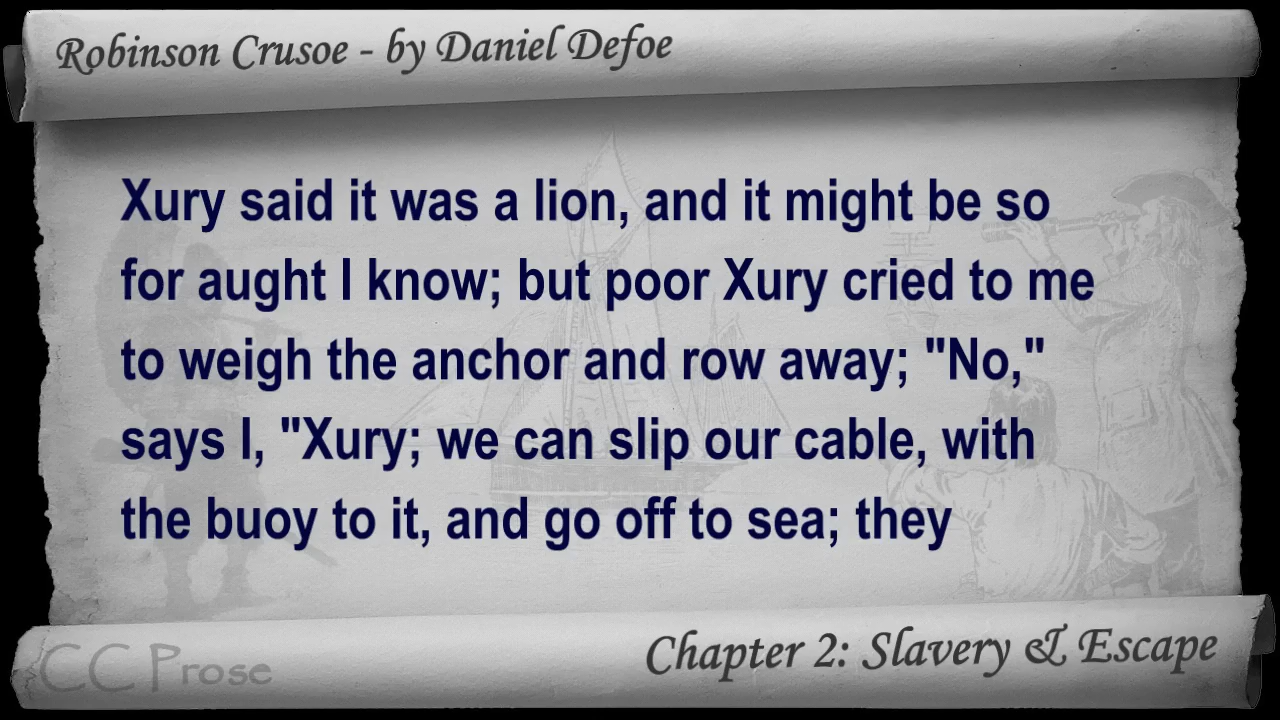 Robinson Crusoe - by Daniel Defoe
Xury said it was a lion, and it might be so
for aught I know; but poor Xury cried to me
to weigh the anchor and row away; "No,"
says I, "Xury; we can slip our cable, with
the buoy to it, and go off to sea; they
Chapter 2: Slavery & Escape
CC Prose